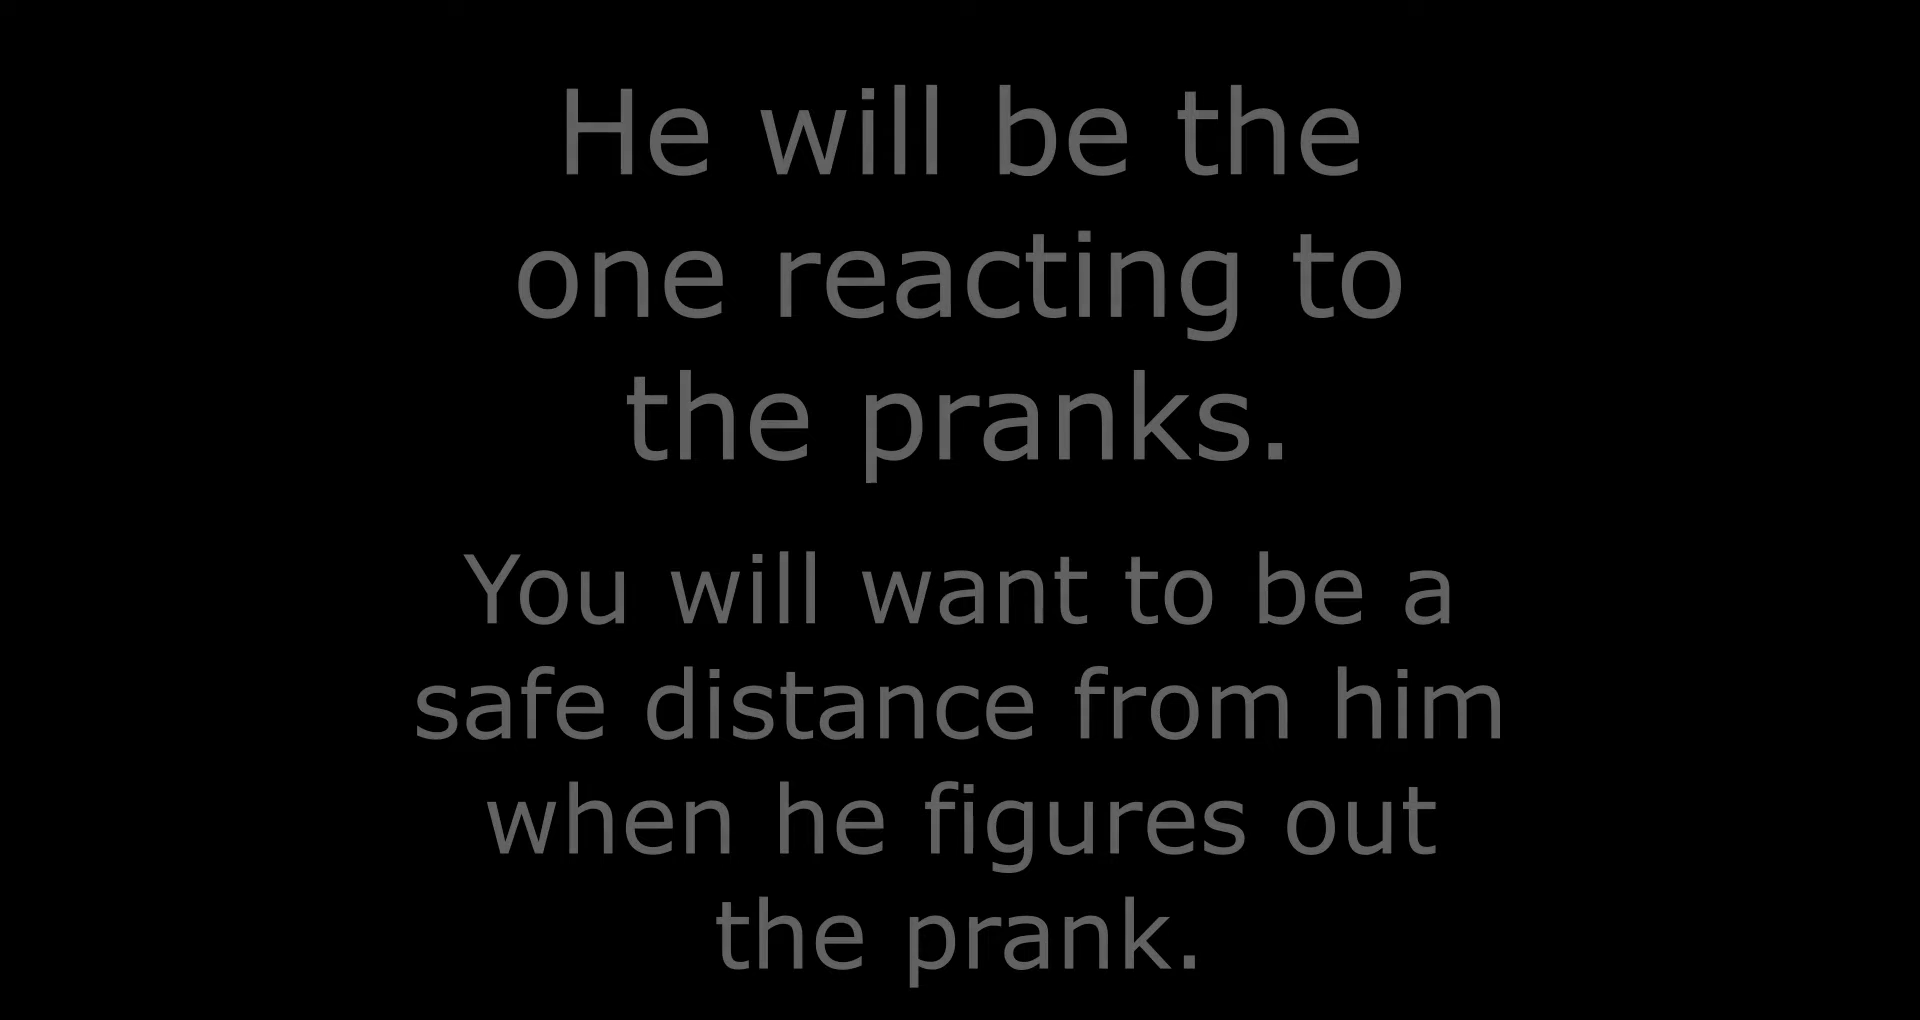 He will be the
one reacting to
the pranks.
You will want to be a
safe distance from him
when he figures out
the prank.